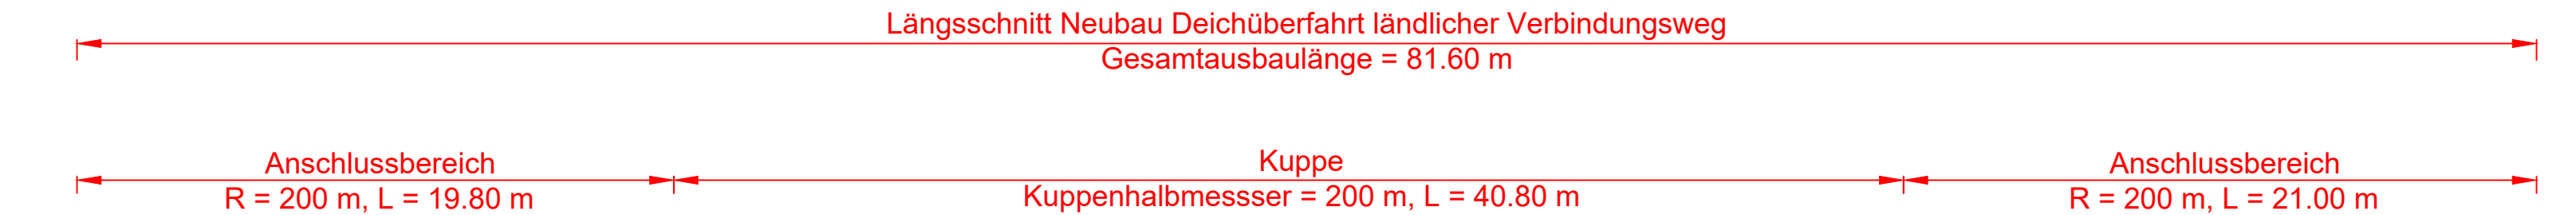 Längsschnitt Neubau Deichüberfahrt ländlicher Verbindungsweg
Gesamtausbaulänge = 81.60 m
Anschlussbereich
R = 200 m, L = 19.80 m
Kuppe
Kuppenhalbmessser = 200 m, L = 40.80 m
Anschlussbereich
R = 200 m, L = 21.00 m